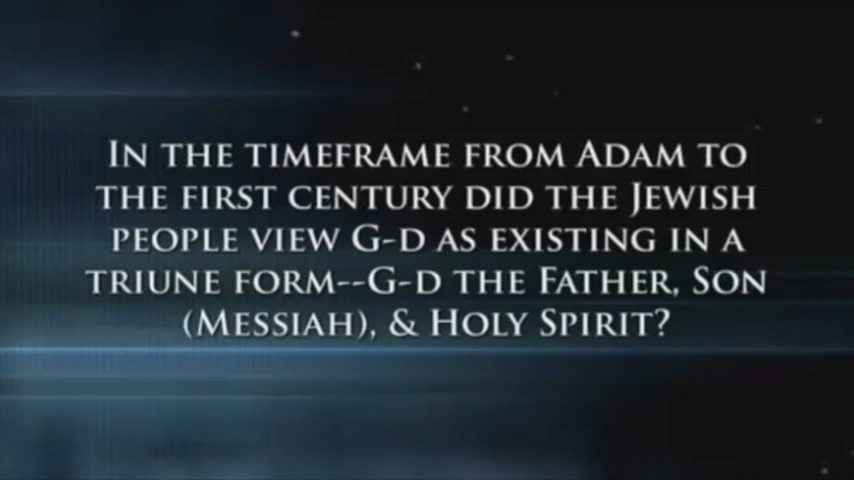 In the timeframe from Adam to
the first century did the Jewish
people view G-d as existing in a
triune form--G-d the Father, Son
(Messiah), & Holy Spirit?